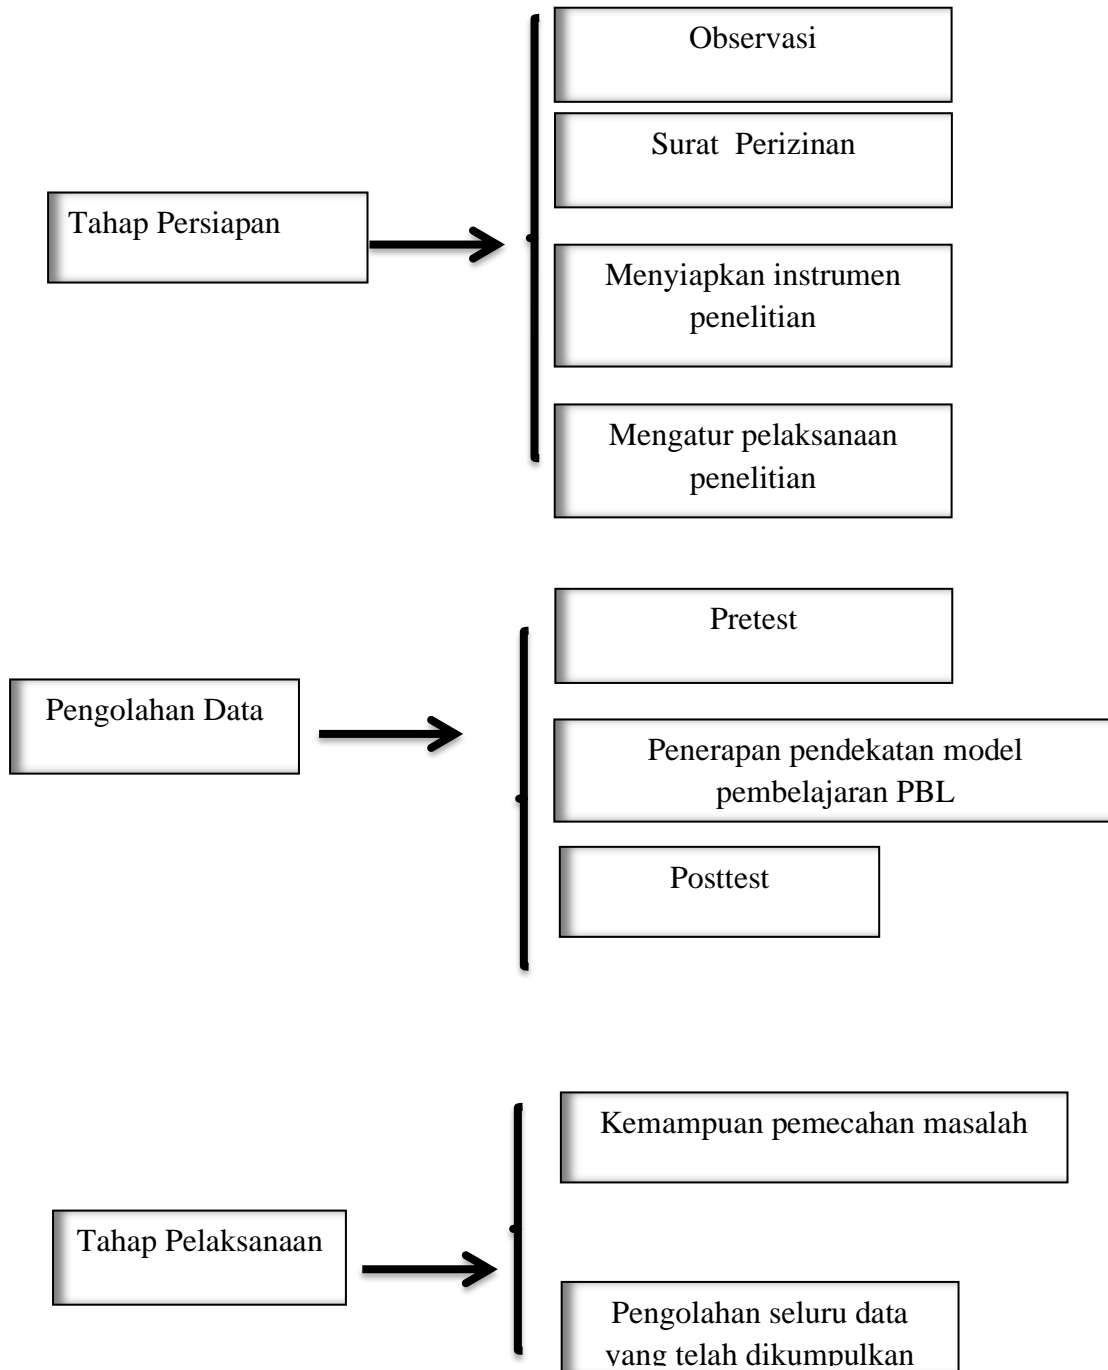 Observasi
Surat  Perizinan
Tahap Persiapan
Menyiapkan instrumen
penelitian
Mengatur pelaksanaan
penelitian
Pretest
Pengolahan Data
Penerapan pendekatan model
pembelajaran PBL
Posttest
Kemampuan pemecahan masalah
Tahap Pelaksanaan
Pengolahan seluru data
yang telah dikumpulkan